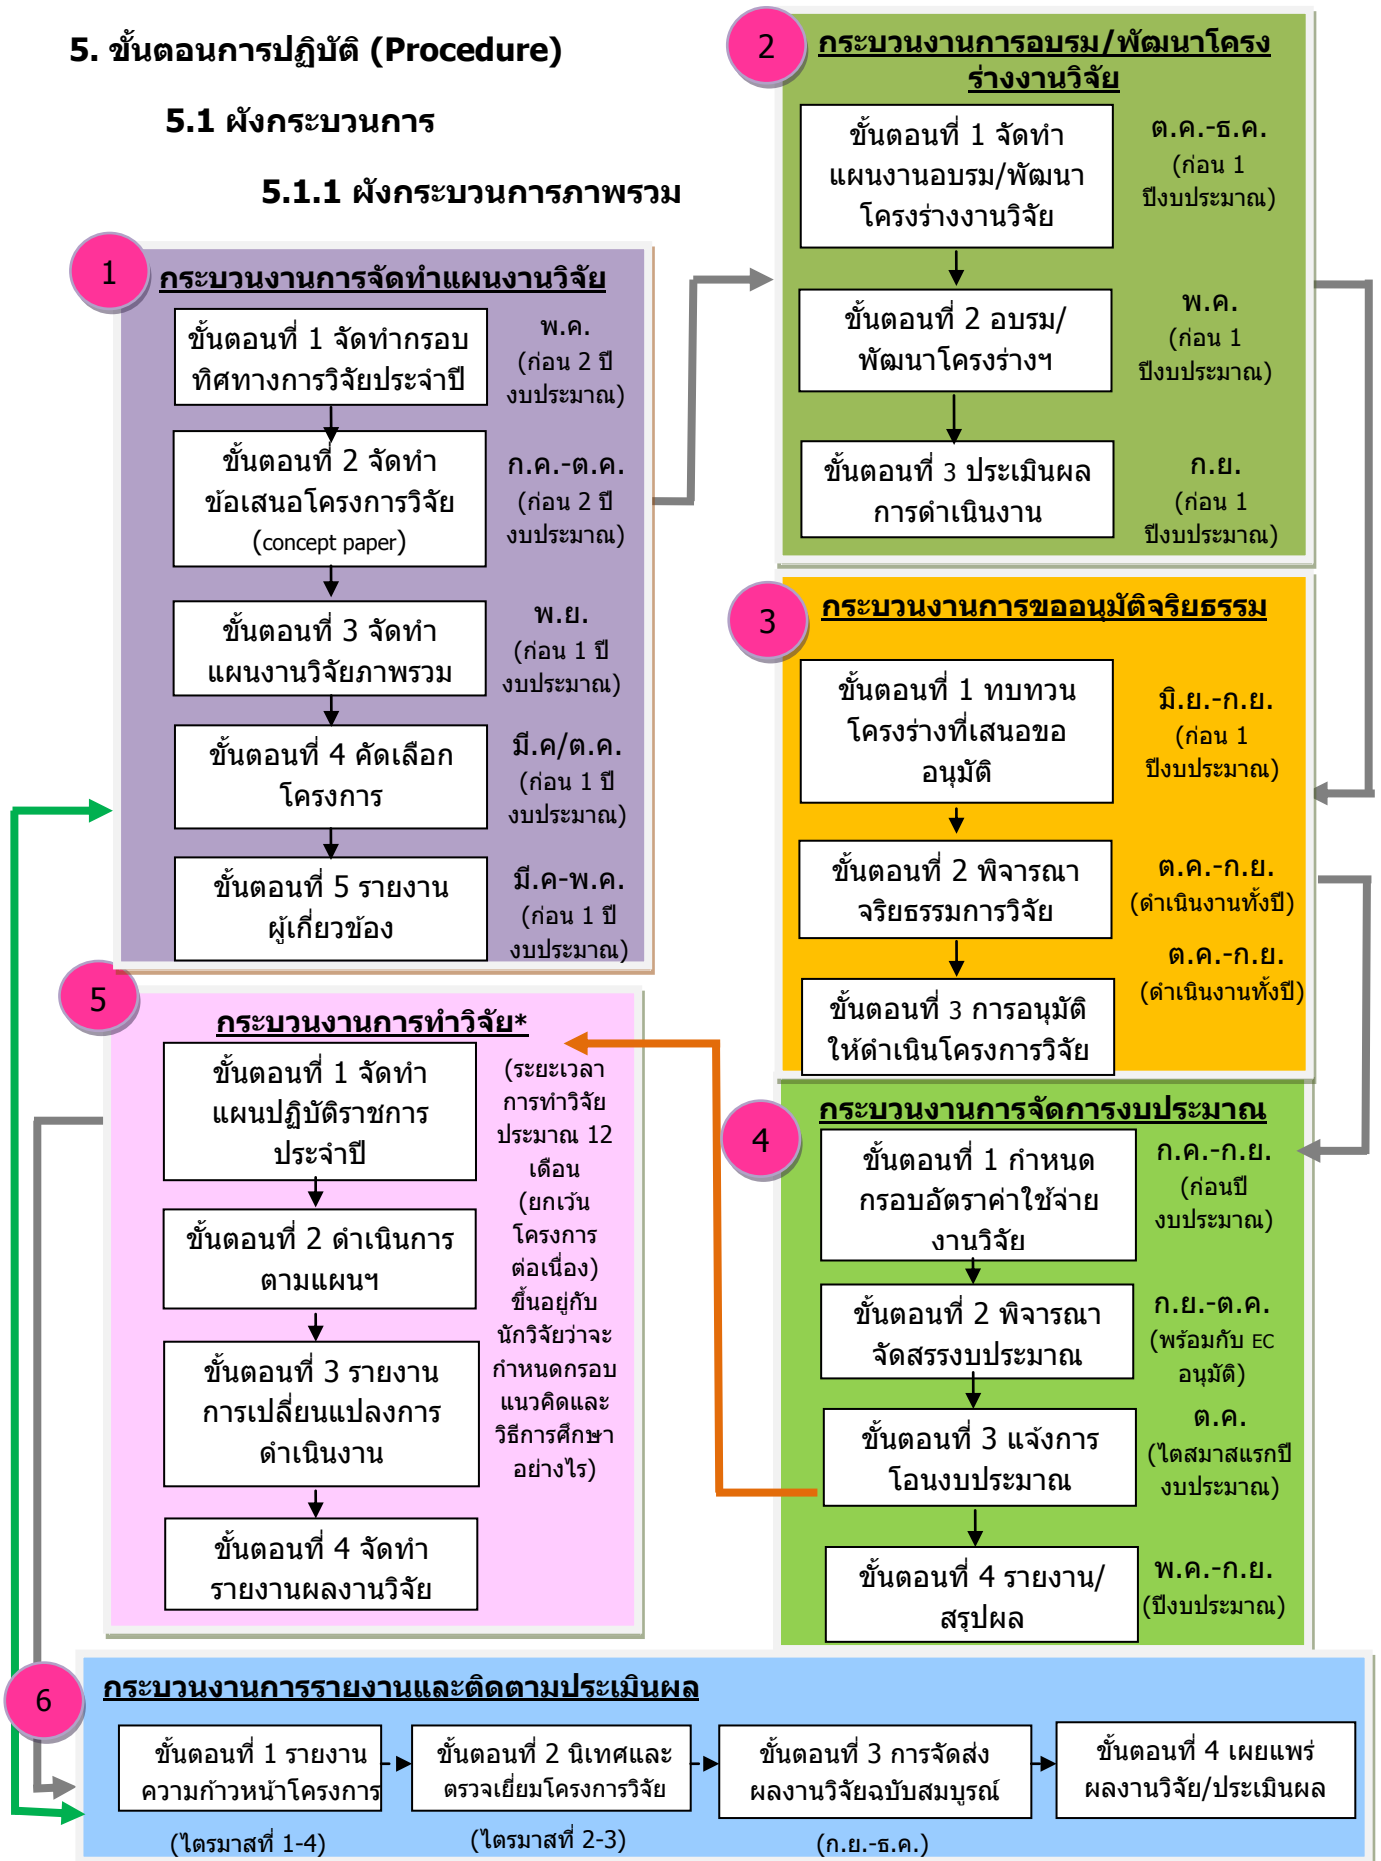 5. ขั้นตอนการปฏิบัติ (Procedure)
5.1 ผังกระบวนการ
5.1.1 ผังกระบวนการภาพรวม
1
กระบวนงานการจัดทำแผนงานวิจัย
ขั้นตอนที่ 1 จัดทำกรอบ
ทิศทางการวิจัยประจำปี
พ.ค.
(ก่อน 2 ปี
งบประมาณ)
ขั้นตอนที่ 2 จัดทำ
ข้อเสนอโครงการวิจัย
(concept paper)
ก.ค.-ต.ค.
(ก่อน 2 ปี
งบประมาณ)
ขั้นตอนที่ 3 จัดทำ
แผนงานวิจัยภาพรวม
พ.ย.
(ก่อน 1 ปี
งบประมาณ)
ขั้นตอนที่ 4 คัดเลือก
โครงการ
มี.ค/ต.ค.
(ก่อน 1 ปี
งบประมาณ)
ขั้นตอนที่ 5 รายงาน
ผู้เกี่ยวข้อง
มี.ค-พ.ค.
(ก่อน 1 ปี
งบประมาณ)
2
กระบวนงานการอบรม/พัฒนาโครง
ร่างงานวิจัย
ขั้นตอนที่ 1 จัดทำ
แผนงานอบรม/พัฒนา
โครงร่างงานวิจัย
ต.ค.-ธ.ค.
(ก่อน 1
ปีงบประมาณ)
ขั้นตอนที่ 2 อบรม/
พัฒนาโครงร่างฯ
พ.ค.
(ก่อน 1
ปีงบประมาณ)
ขั้นตอนที่ 3 ประเมินผล
การดำเนินงาน
ก.ย.
(ก่อน 1
ปีงบประมาณ)
3
กระบวนงานการขออนุมัติจริยธรรม
ขั้นตอนที่ 1 ทบทวน
โครงร่างที่เสนอขอ
อนุมัติ
มิ.ย.-ก.ย.
(ก่อน 1
ปีงบประมาณ)
ขั้นตอนที่ 2 พิจารณา
จริยธรรมการวิจัย
ต.ค.-ก.ย.
(ดำเนินงานทั้งปี)
ขั้นตอนที่ 3 การอนุมัติ
ให้ดำเนินโครงการวิจัย
ต.ค.-ก.ย.
(ดำเนินงานทั้งปี)
4
กระบวนงานการจัดการงบประมาณ
ขั้นตอนที่ 1 กำหนด
กรอบอัตราค่าใช้จ่าย
งานวิจัย
ก.ค.-ก.ย.
(ก่อนปี
งบประมาณ)
ขั้นตอนที่ 2 พิจารณา
จัดสรรงบประมาณ
ก.ย.-ต.ค.
(พร้อมกับ EC
อนุมัติ)
ขั้นตอนที่ 3 แจ้งการ
โอนงบประมาณ
ต.ค.
(ไตสมาสแรกปี
งบประมาณ)
ขั้นตอนที่ 4 รายงาน/
สรุปผล
พ.ค.-ก.ย.
(ปีงบประมาณ)
5
กระบวนงานการทำวิจัย*
ขั้นตอนที่ 1 จัดทำ
แผนปฏิบัติราชการ
ประจำปี
ขั้นตอนที่ 2 ดำเนินการ
ตามแผนฯ
ขั้นตอนที่ 3 รายงาน
การเปลี่ยนแปลงการ
ดำเนินงาน
ขั้นตอนที่ 4 จัดทำ
รายงานผลงานวิจัย
(ระยะเวลา
การทำวิจัย
ประมาณ 12
เดือน
(ยกเว้น
โครงการ
ต่อเนื่อง)
ขึ้นอยู่กับ
นักวิจัยว่าจะ
กำหนดกรอบ
แนวคิดและ
วิธีการศึกษา
อย่างไร)
6
กระบวนงานการรายงานและติดตามประเมินผล
ขั้นตอนที่ 1 รายงาน
ความก้าวหน้าโครงการ
(ไตรมาสที่ 1-4)
ขั้นตอนที่ 2 นิเทศและ
ตรวจเยี่ยมโครงการวิจัย
(ไตรมาสที่ 2-3)
ขั้นตอนที่ 3 การจัดส่ง
ผลงานวิจัยฉบับสมบูรณ์
(ก.ย.-ธ.ค.)
ขั้นตอนที่ 4 เผยแพร่
ผลงานวิจัย/ประเมินผล